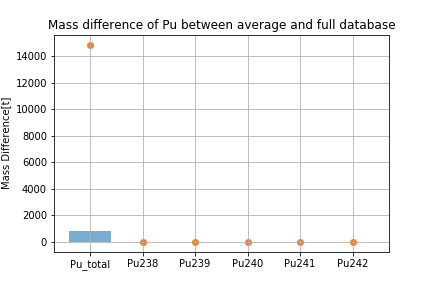 Mass difference of Pu between average and full database
Mass Difference[t]
14000
12000
10000
8000
6000
4000
2000
0
Pu_total Pu238 Pu239 Pu240 Pu241 Pu242